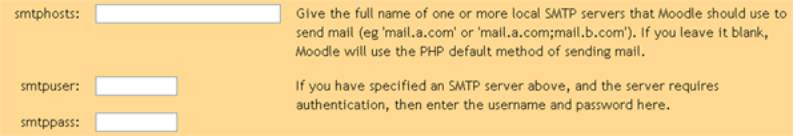 smtphosts: Give the full name of one or more local SMTP servers that Moodle should use to
send mail (eg 'mail.a.com' or 'mail.a.com;mail.b.com'). If you leave it blank,
Moodle will use the PHP default method of sending mail.
smtpuser: If you have specified an SMTP server above, and the server requires
authentication, then enter the username and password here.
smtppass: